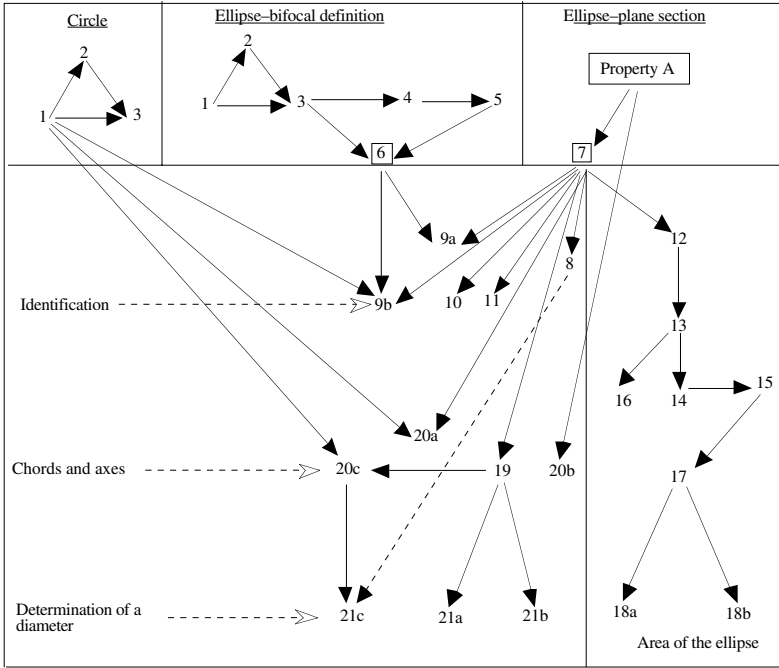 Circle
Ellipse–bifocal definition
Ellipse–plane section
2
2
Property A
1
3
1
3
4
5
6
7
9a
12
8
Identification
9b
10
11
13
16
14
15
20a
Chords and axes
20c
19
20b
17
Determination of a
diameter
21c
21a
21b
18a
18b
Area of the ellipse